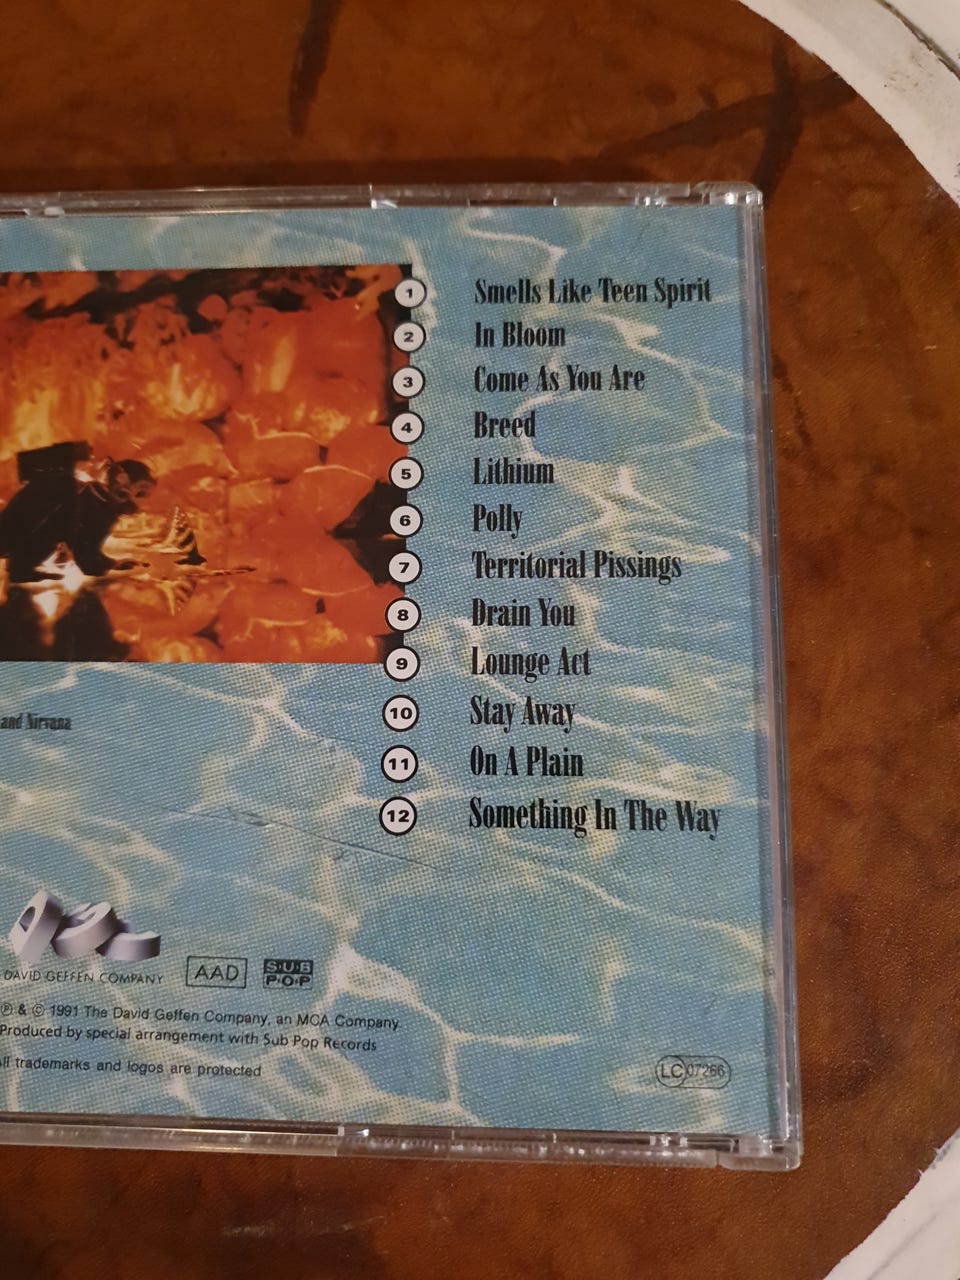 1 Smells Like Teen Spirit
2 In Bloom
3 Come As You Are
4 Breed
5 Lithium
6 Polly
7 Territorial Pissings
8 Drain You
9 Lounge Act
10 Stay Away
11 On A Plain
12 Something In The Way
and Nirvana
DGC
DAVID GEFFEN COMPANY AAD SUB POP
℗ & © 1991 The David Geffen Company, an MCA Company.
Produced by special arrangement with Sub Pop Records
All trademarks and logos are protected
LC 07266